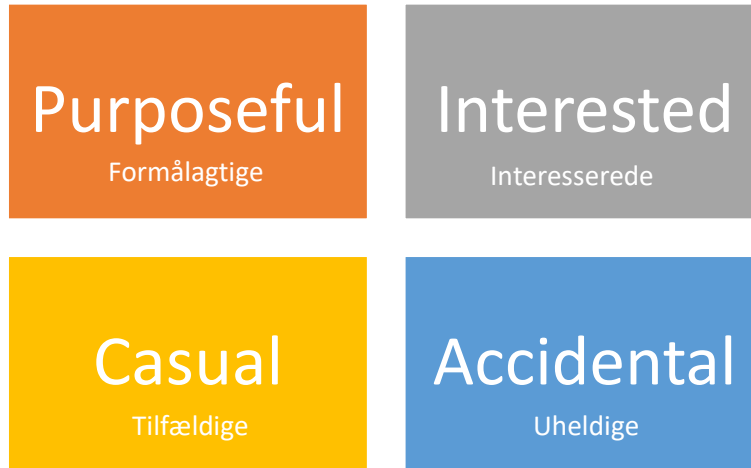 Purposeful
Formålagtige
Interested
Interesserede
Casual
Tilfældige
Accidental
Uheldige